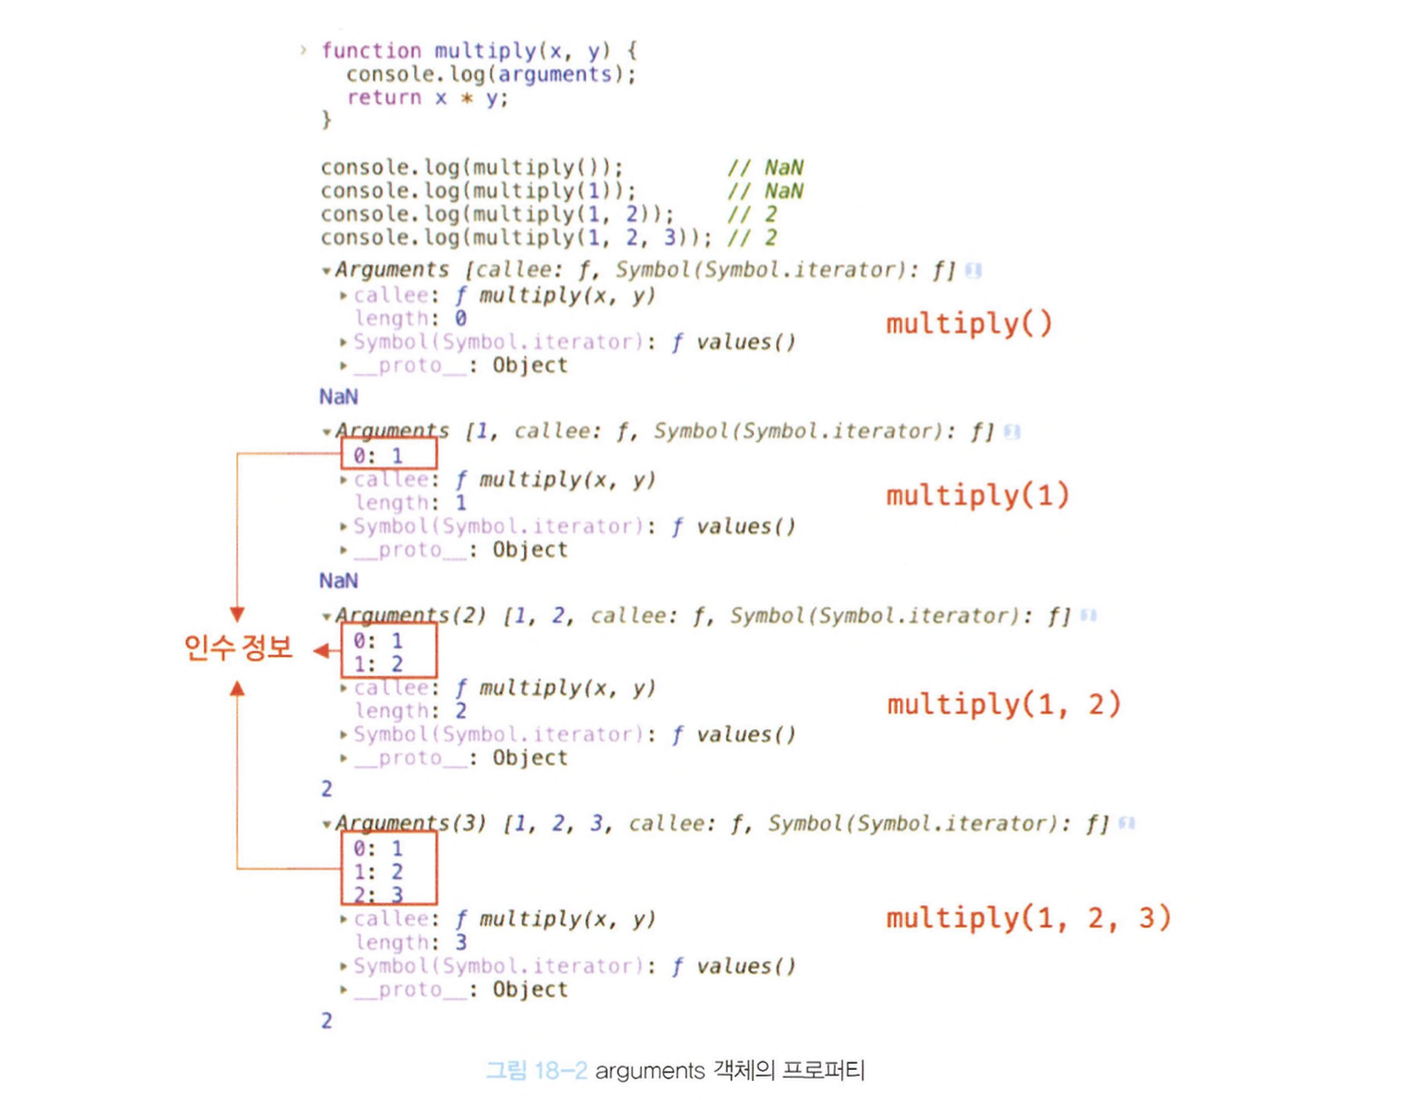 › function multiply(x, y) {
console.log(arguments);
return x * y;
}
console.log(multiply()); // NaN
console.log(multiply(1)); // NaN
console.log(multiply(1, 2)); // 2
console.log(multiply(1, 2, 3)); // 2
▾Arguments [callee: ƒ, Symbol(Symbol.iterator): ƒ]
▸callee: ƒ multiply(x, y)
length: 0
multiply()
▸Symbol(Symbol.iterator): ƒ values()
▸__proto__: Object
NaN
▾Arguments [1, callee: ƒ, Symbol(Symbol.iterator): ƒ]
0: 1
▸callee: ƒ multiply(x, y)
length: 1
multiply(1)
▸Symbol(Symbol.iterator): ƒ values()
▸__proto__: Object
NaN
▾Arguments(2) [1, 2, callee: ƒ, Symbol(Symbol.iterator): ƒ]
인수 정보
0: 1
1: 2
▸callee: ƒ multiply(x, y)
length: 2
multiply(1, 2)
▸Symbol(Symbol.iterator): ƒ values()
▸__proto__: Object
2
▾Arguments(3) [1, 2, 3, callee: ƒ, Symbol(Symbol.iterator): ƒ]
0: 1
1: 2
2: 3
▸callee: ƒ multiply(x, y)
multiply(1, 2, 3)
length: 3
▸Symbol(Symbol.iterator): ƒ values()
▸__proto__: Object
2
그림 18-2 arguments 객체의 프로퍼티